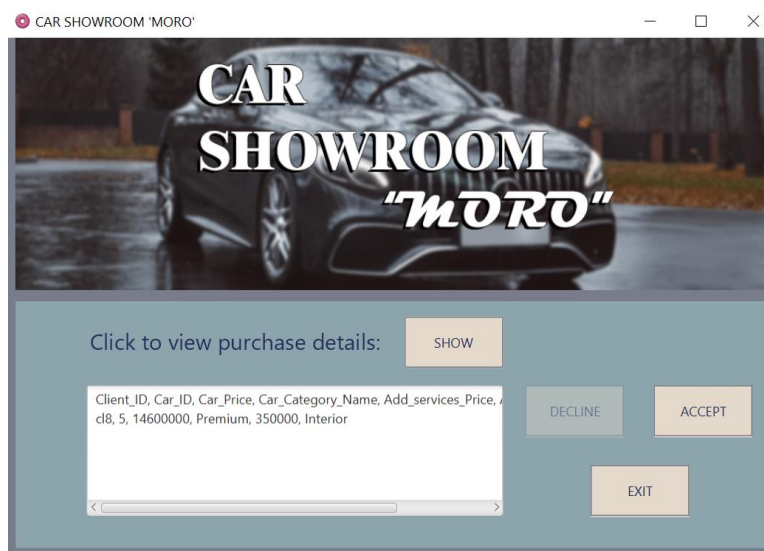 CAR SHOWROOM 'MORO'
CAR
SHOWROOM
"MORO"
Click to view purchase details:
SHOW
Client_ID, Car_ID, Car_Price, Car_Category_Name, Add_services_Price,
cl8, 5, 14600000, Premium, 350000, Interior
DECLINE
ACCEPT
EXIT